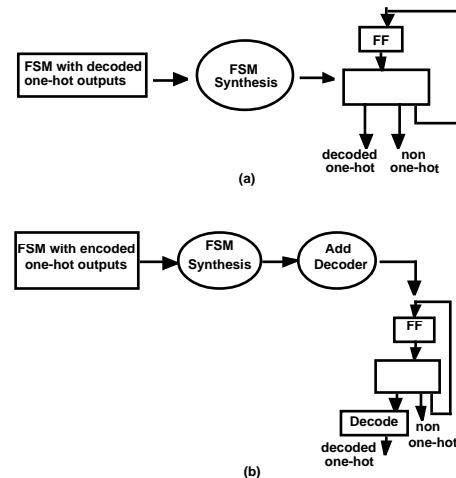 FSM with decoded
one-hot outputs
FSM
Synthesis
FF
decoded
one-hot
non
one-hot
(a)
FSM with encoded
one-hot outputs
FSM
Synthesis
Add
Decoder
FF
Decode
non
one-hot
decoded
one-hot
(b)